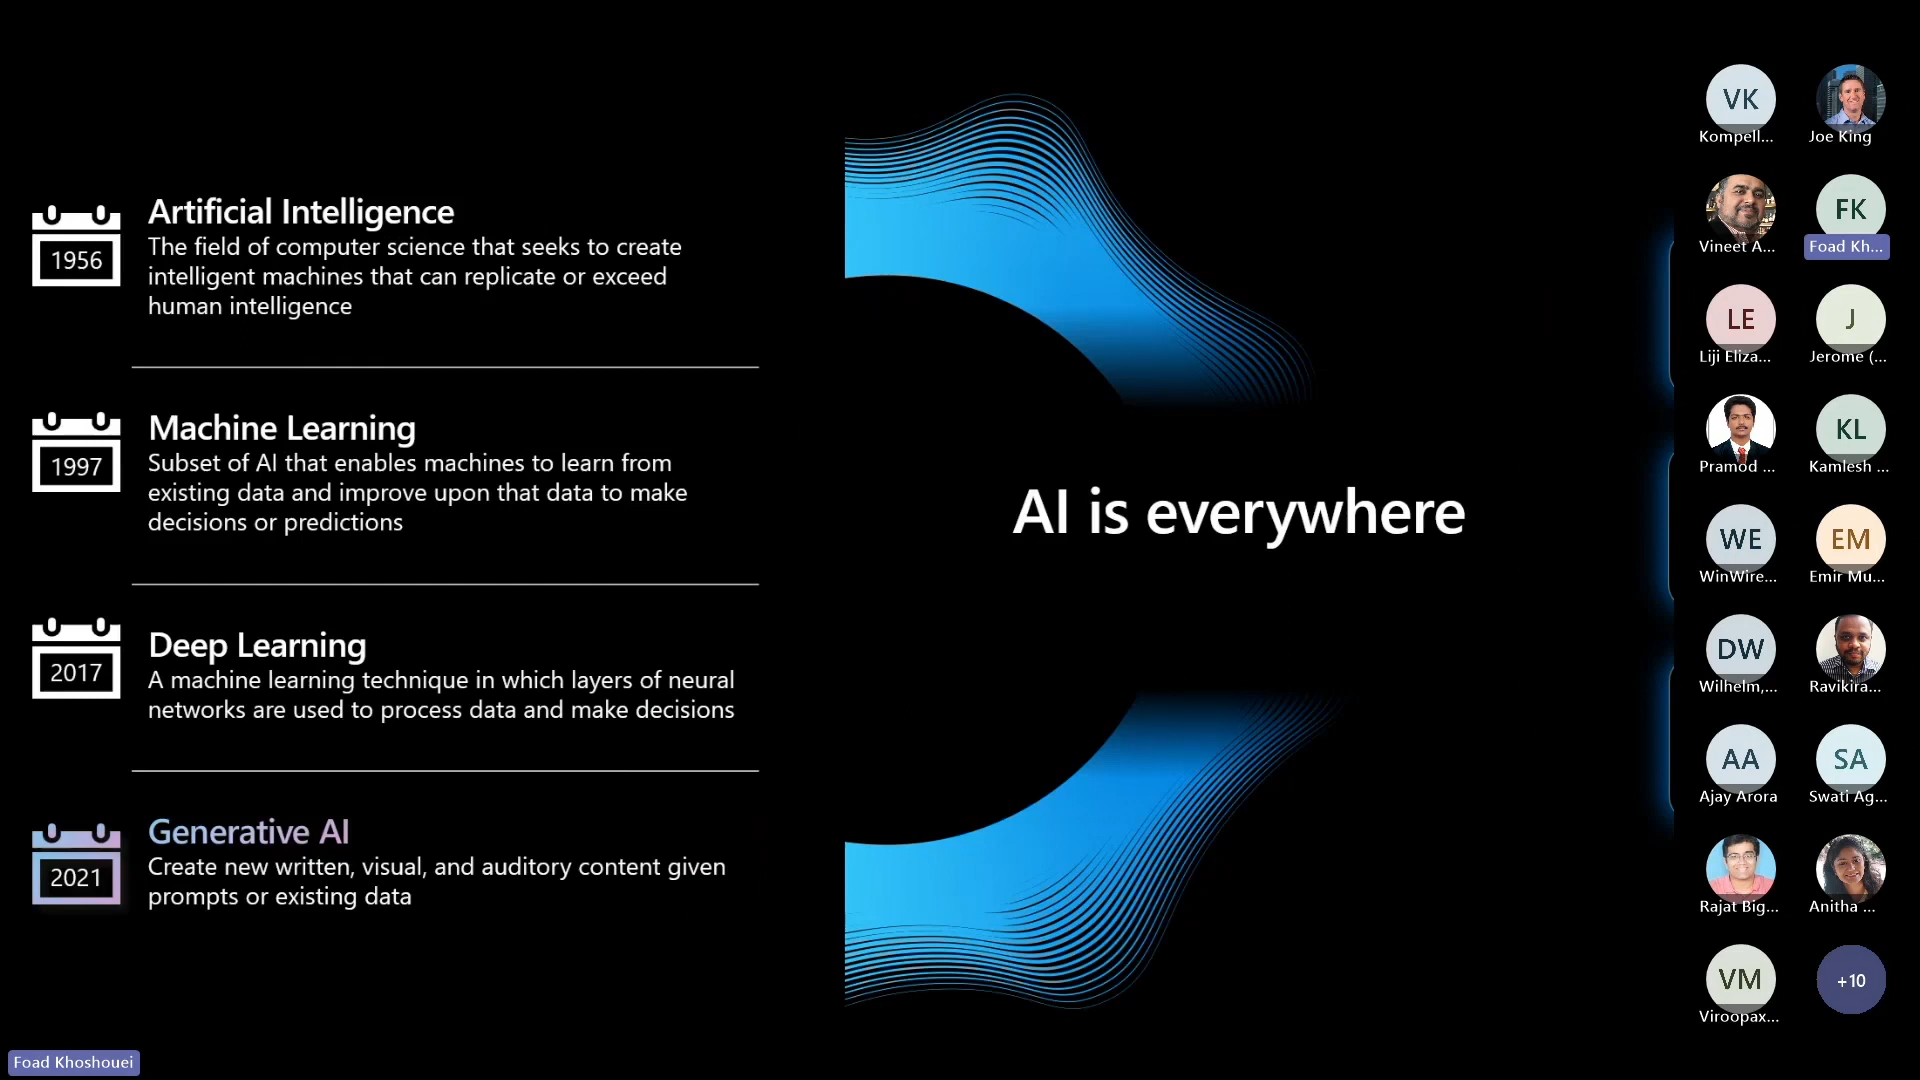 1956
Artificial Intelligence
The field of computer science that seeks to create
intelligent machines that can replicate or exceed
human intelligence
1997
Machine Learning
Subset of AI that enables machines to learn from
existing data and improve upon that data to make
decisions or predictions
2017
Deep Learning
A machine learning technique in which layers of neural
networks are used to process data and make decisions
2021
Generative AI
Create new written, visual, and auditory content given
prompts or existing data
AI is everywhere
VK
Kompell...
Joe King
Vineet A...
FK
Foad Kh...
LE
Liji Eliza...
J
Jerome (...
Pramod ...
KL
Kamlesh ...
WE
WinWire...
EM
Emir Mu...
DW
Wilhelm,...
Ravikira...
AA
Ajay Arora
SA
Swati Ag...
Rajat Big...
Anitha ...
VM
Viroopax...
+10
Foad Khoshouei